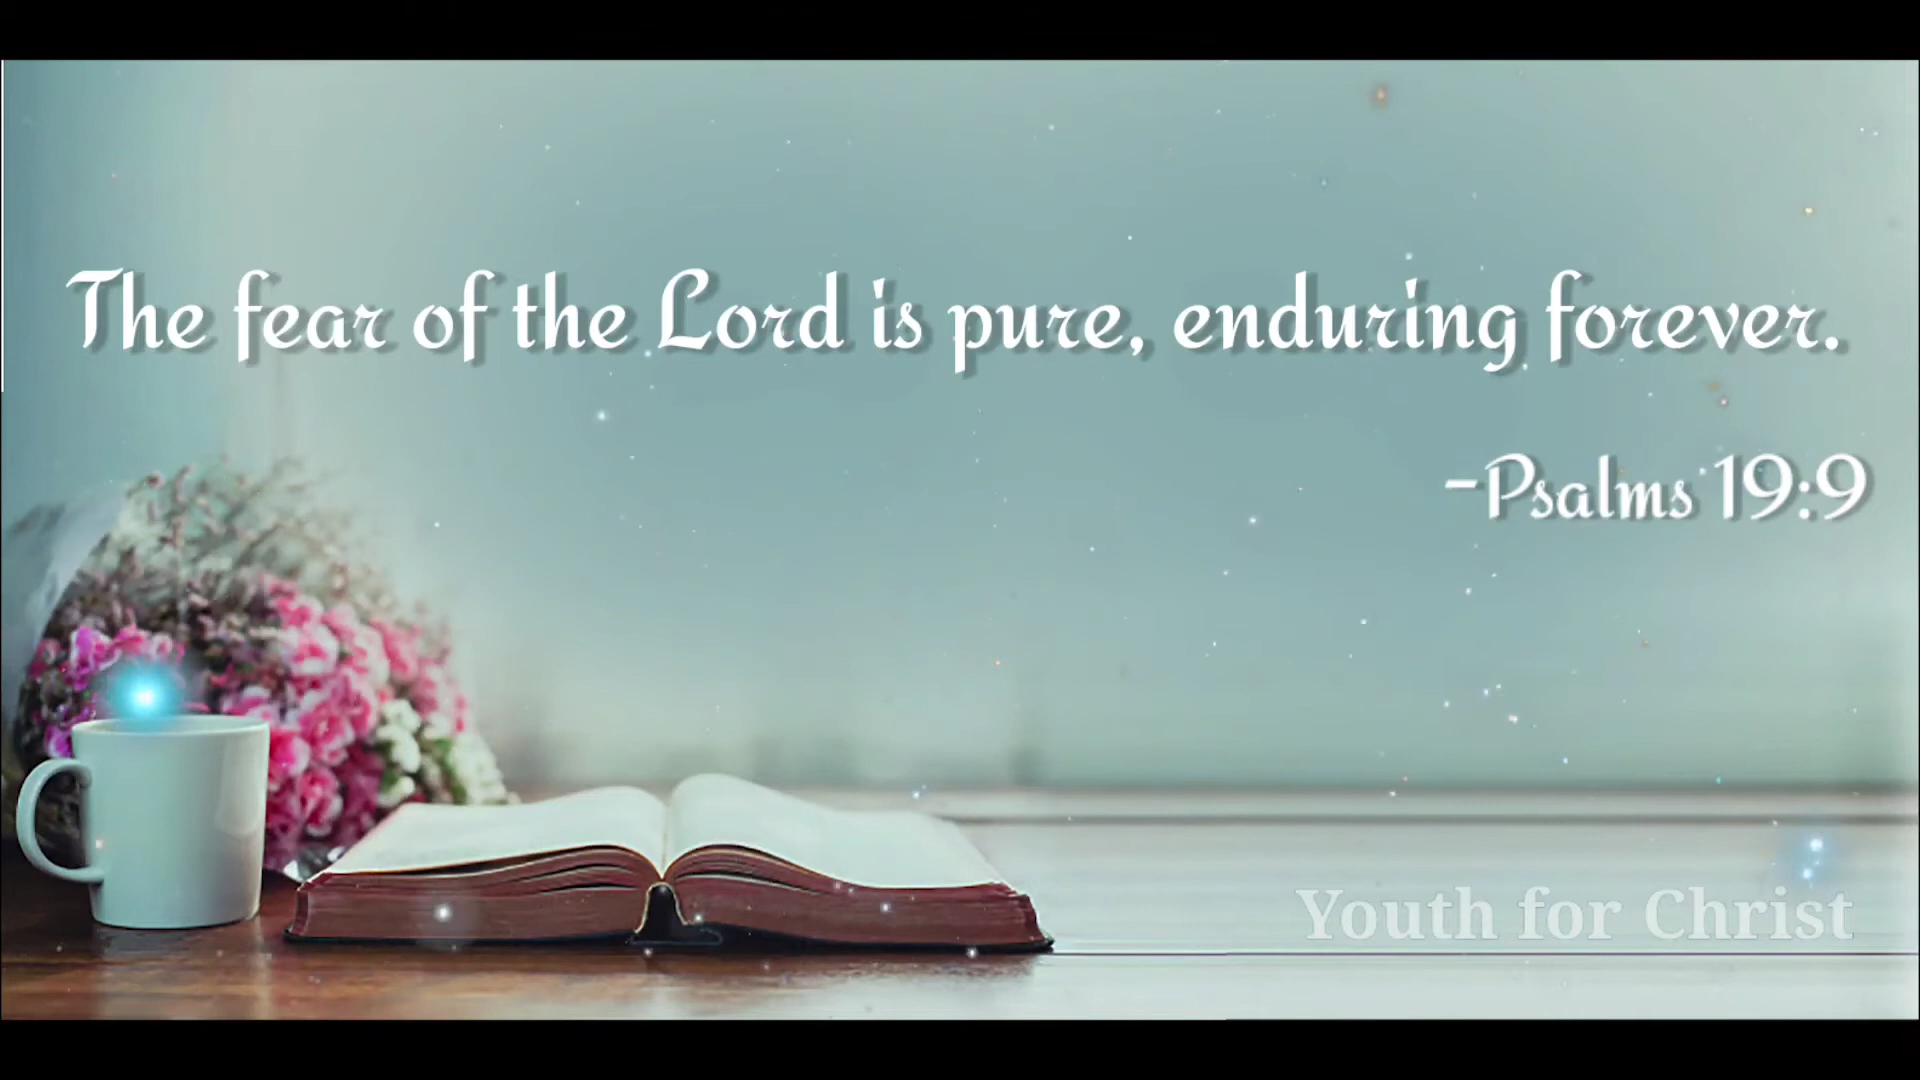 The fear of the Lord is pure, enduring forever.
-Psalms 19:9
Youth for Christ